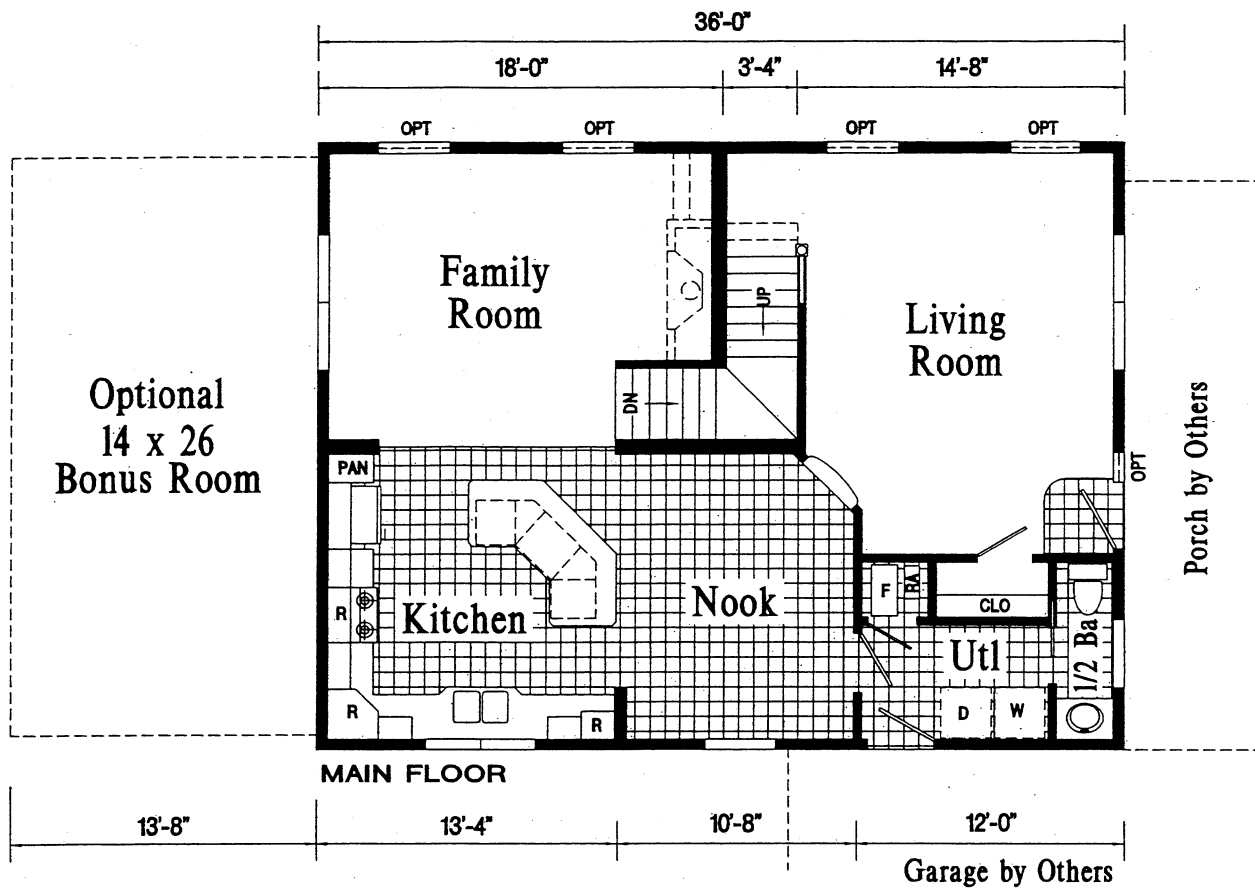 36'-0"
18'-0"
3'-4"
14'-8"
OPT
OPT
OPT
OPT
Family
Room
UP
Living
Room
Optional
14 x 26
Bonus Room
DN
PAN
OPT
Porch by Others
R
Kitchen
Nook
F
RA
CLO
Utl
1/2 Ba
R
R
D
W
MAIN FLOOR
13'-8"
13'-4"
10'-8"
12'-0"
Garage by Others